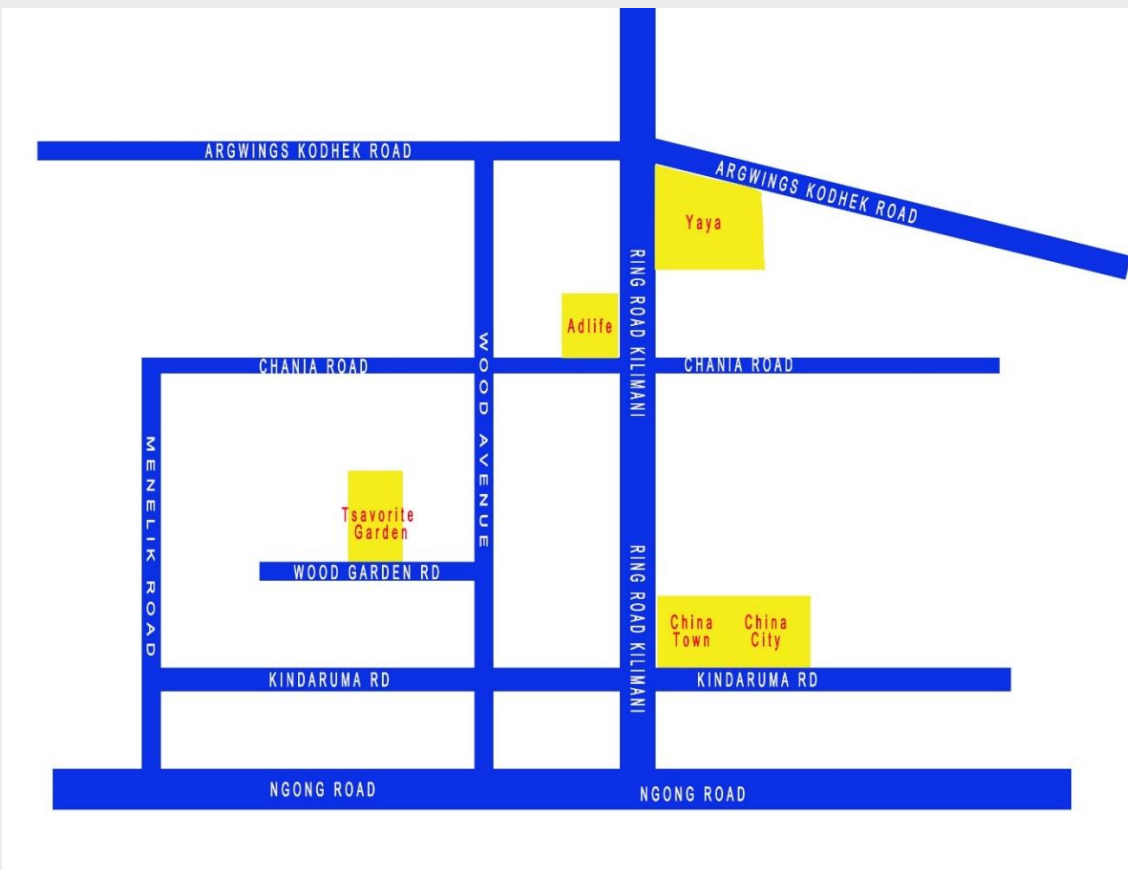 ARGWINGS KODHEK ROAD
ARGWINGS KODHEK ROAD
Yaya
RING ROAD KILIMANI
Adlife
WOOD AVENUE
CHANIA ROAD
CHANIA ROAD
MENELIK ROAD
Tsavorite
Garden
WOOD GARDEN RD
RING ROAD KILIMANI
China
Town
China
City
KINDARUMA RD
KINDARUMA RD
NGONG ROAD
NGONG ROAD